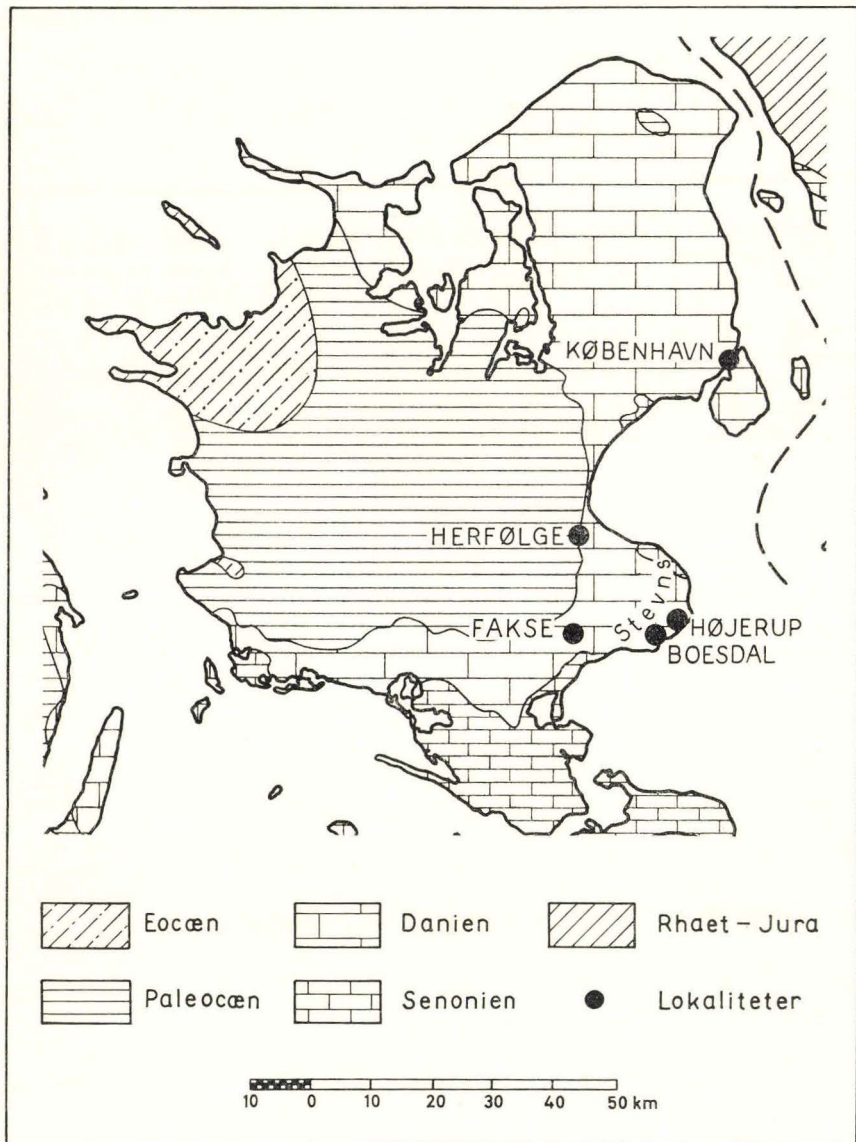 KØBENHAVN
HERFØLGE
Stevns
FAKSE
HØJERUP
BOESDAL
Eocæn
Danien
Rhaet – Jura
Paleocæn
Senonien
Lokaliteter
10 0 10 20 30 40 50 km